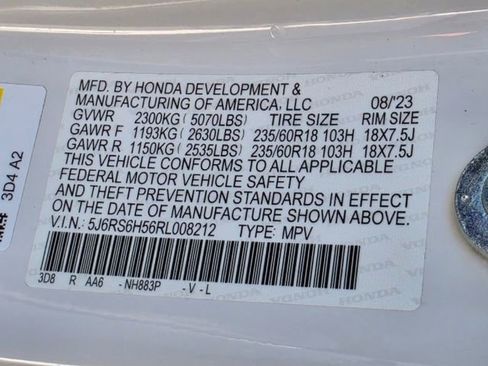 MFD. BY HONDA DEVELOPMENT &
MANUFACTURING OF AMERICA, LLC 08/'23
GVWR 2300KG(5070LBS) TIRE SIZE RIM SIZE
GAWR F 1193KG(2630LBS) 235/60R18 103H 18X7.5J
GAWR R 1150KG(2535LBS) 235/60R18 103H 18X7.5J
THIS VEHICLE CONFORMS TO ALL APPLICABLE
FEDERAL MOTOR VEHICLE SAFETY
AND THEFT PREVENTION STANDARDS IN EFFECT
ON THE DATE OF MANUFACTURE SHOWN ABOVE.
V.I.N.: 5J6RS6H56RL008212 TYPE: MPV
3D8 R AA6 -NH883P -V-L
3D4 A2